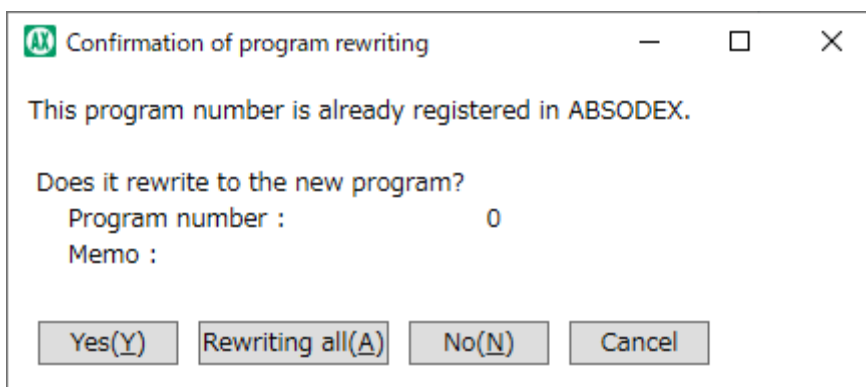 AX Confirmation of program rewriting
This program number is already registered in ABSODEX.
Does it rewrite to the new program?
Program number : 0
Memo :
Yes(Y) Rewriting all(A) No(N) Cancel